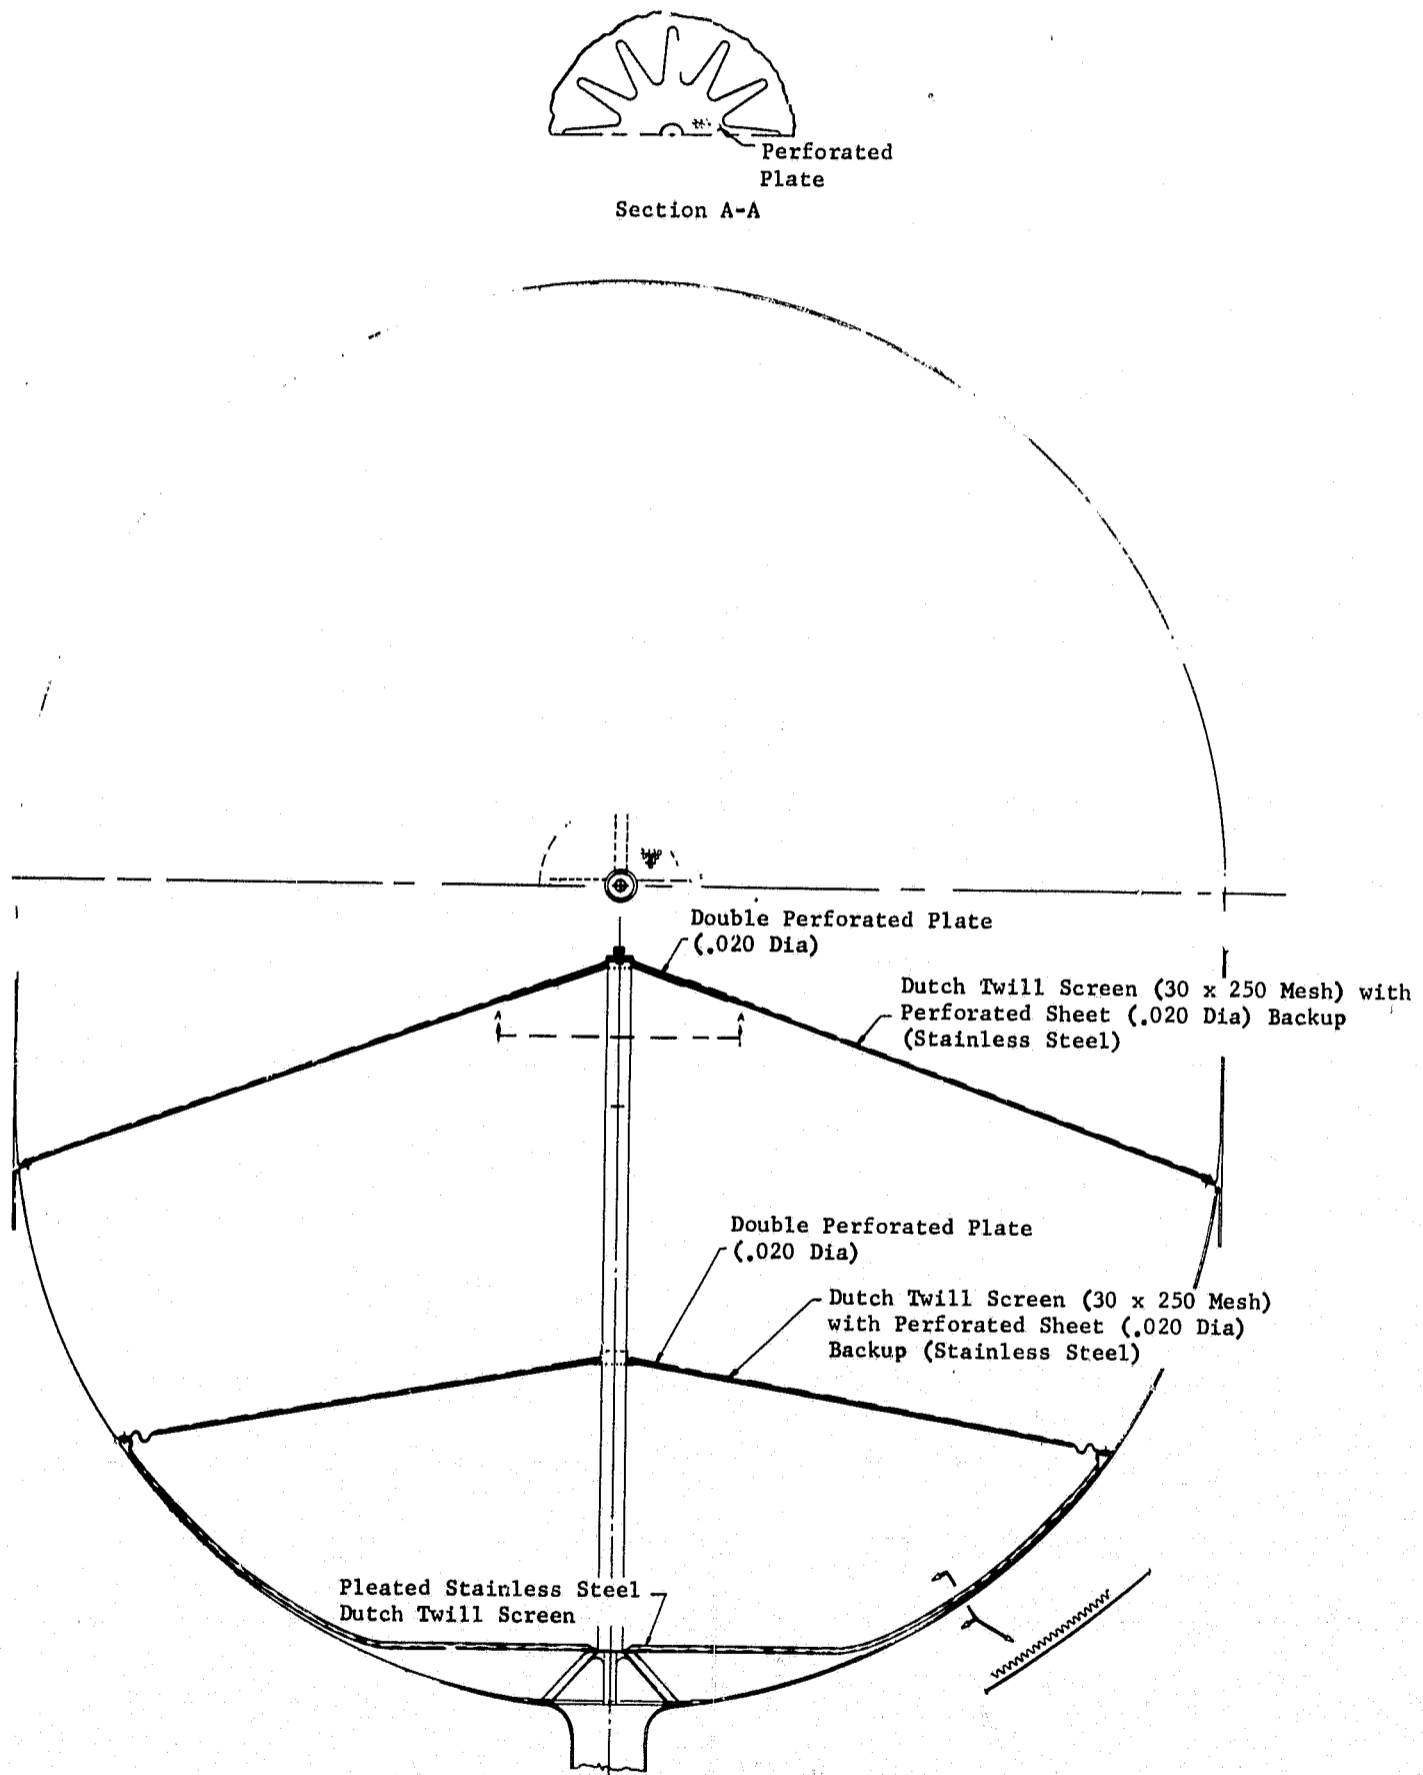 Perforated
Plate
Section A-A
Double Perforated Plate
(.020 Dia)
Dutch Twill Screen (30 x 250 Mesh) with
Perforated Sheet (.020 Dia) Backup
(Stainless Steel)
Double Perforated Plate
(.020 Dia)
Dutch Twill Screen (30 x 250 Mesh)
with Perforated Sheet (.020 Dia)
Backup (Stainless Steel)
Pleated Stainless Steel
Dutch Twill Screen